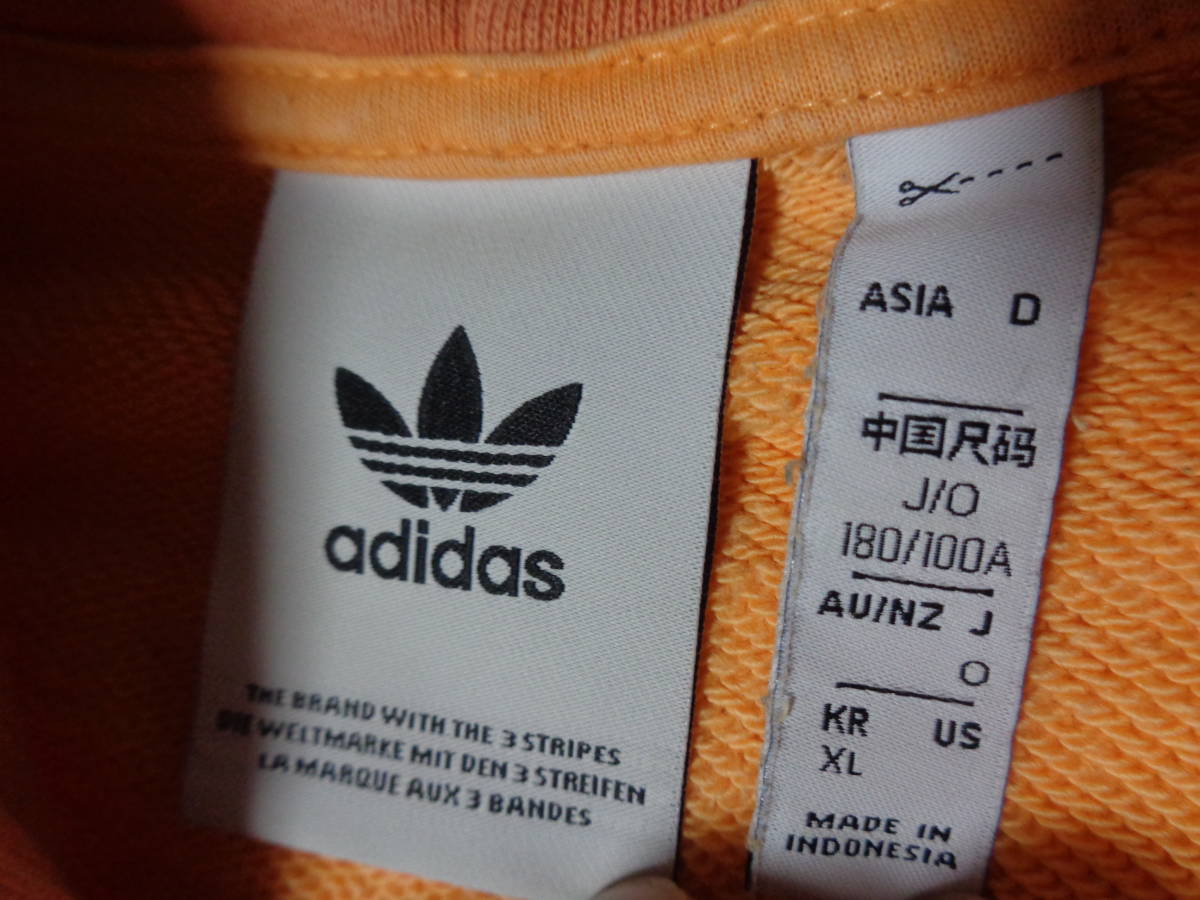 adidas
THE BRAND WITH THE 3 STRIPES
DIE WELTMARKE MIT DEN 3 STREIFEN
LA MARQUE AUX 3 BANDES
ASIA D
中国尺码
J/O
180/100A
AU/NZ J
O
KR US
XL
MADE IN
INDONESIA